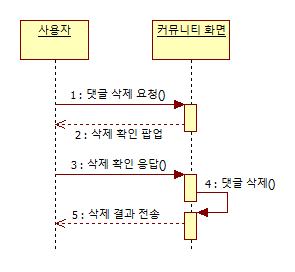 사용자
커뮤니티 화면
1 : 댓글 삭제 요청()
2 : 삭제 확인 팝업
3 : 삭제 확인 응답()
4 : 댓글 삭제()
5 : 삭제 결과 전송